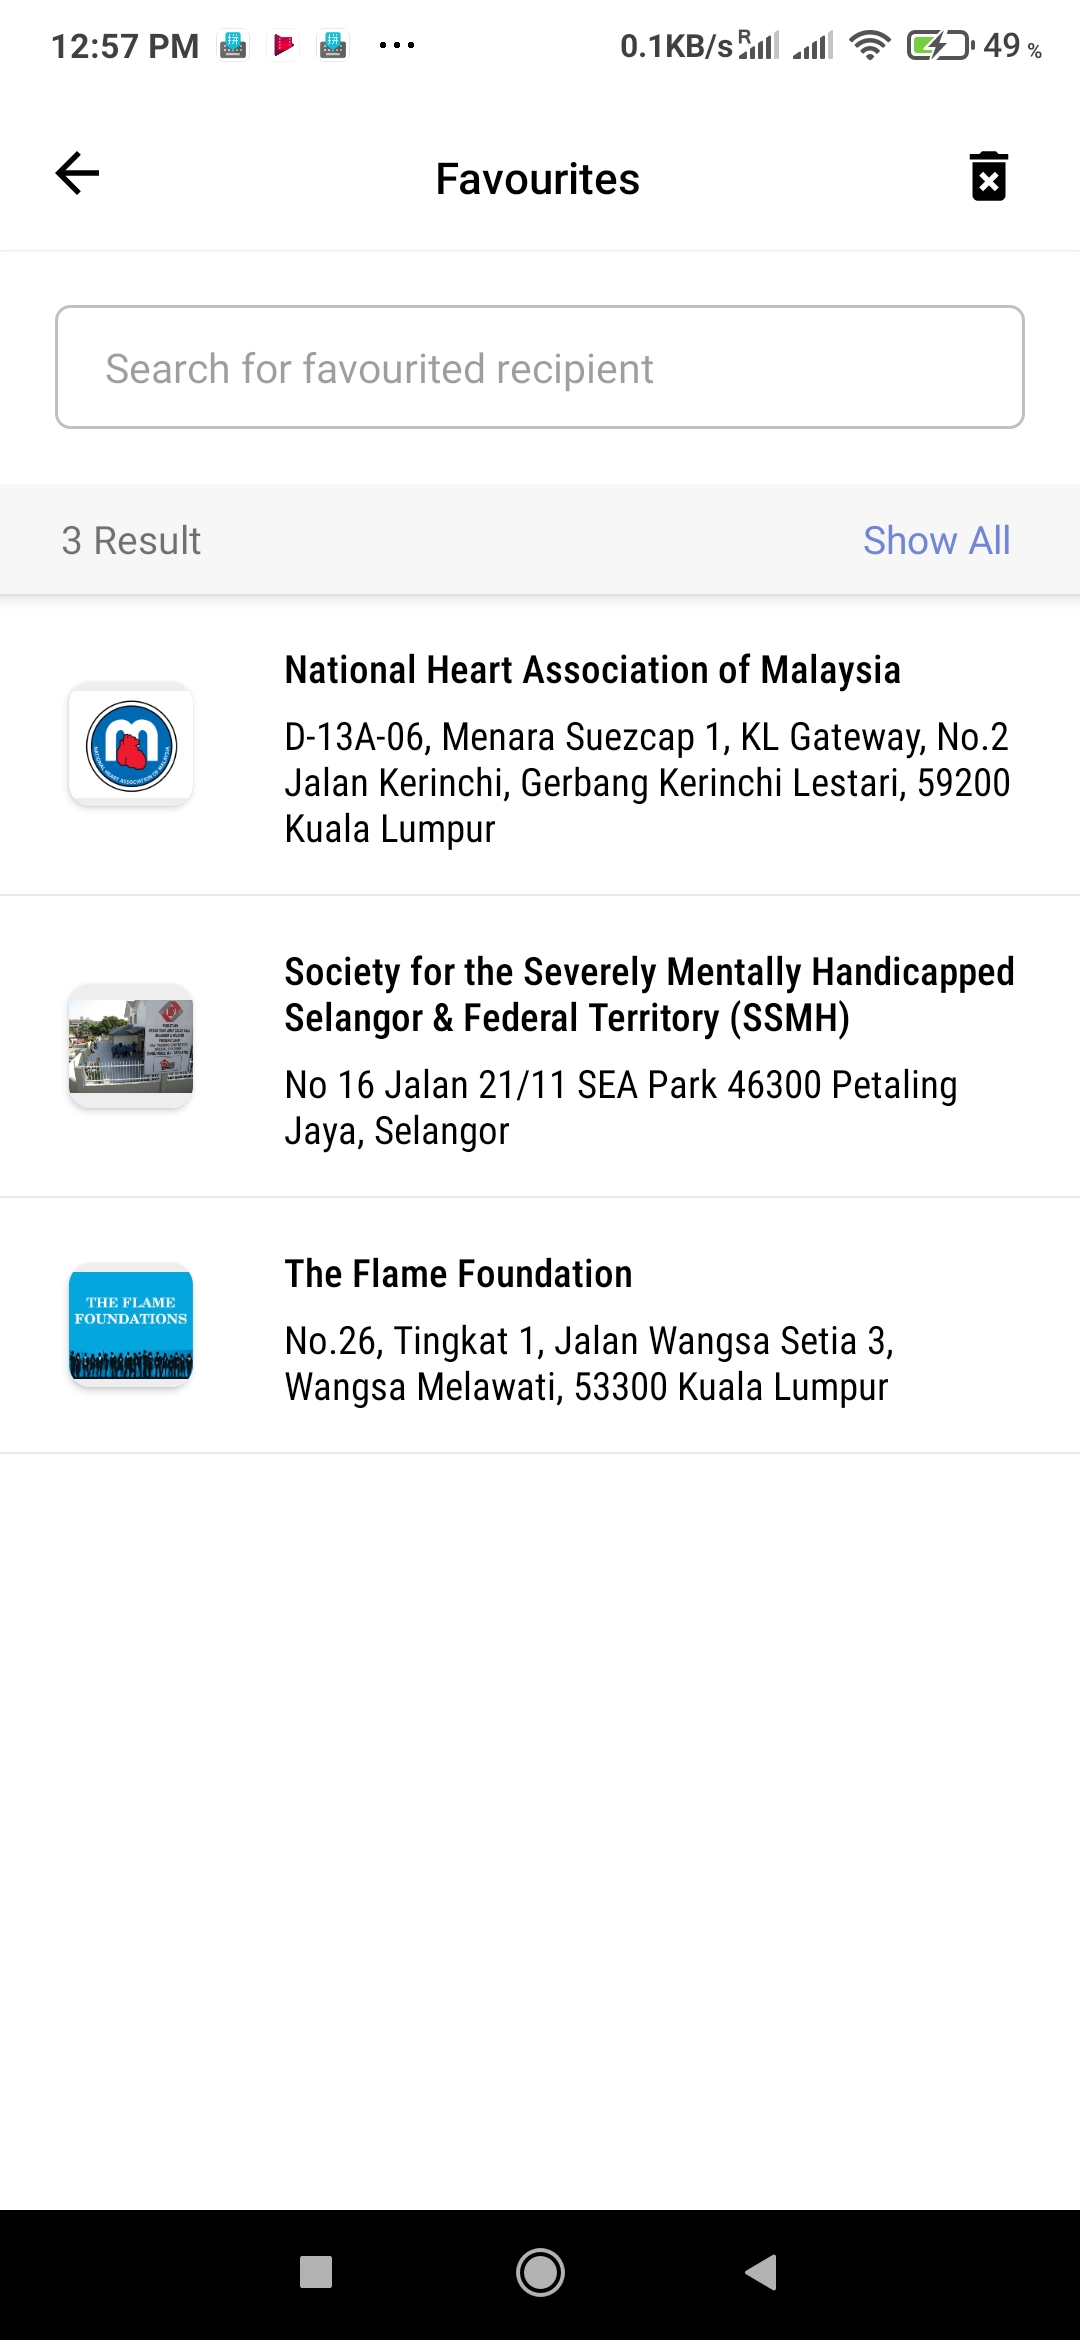 12:57 PM 0.1KB/s R 49 %
Favourites
Search for favourited recipient
3 Result Show All
National Heart Association of Malaysia
D-13A-06, Menara Suezcap 1, KL Gateway, No.2
Jalan Kerinchi, Gerbang Kerinchi Lestari, 59200
Kuala Lumpur
Society for the Severely Mentally Handicapped
Selangor & Federal Territory (SSMH)
No 16 Jalan 21/11 SEA Park 46300 Petaling
Jaya, Selangor
THE FLAME
FOUNDATIONS
The Flame Foundation
No.26, Tingkat 1, Jalan Wangsa Setia 3,
Wangsa Melawati, 53300 Kuala Lumpur